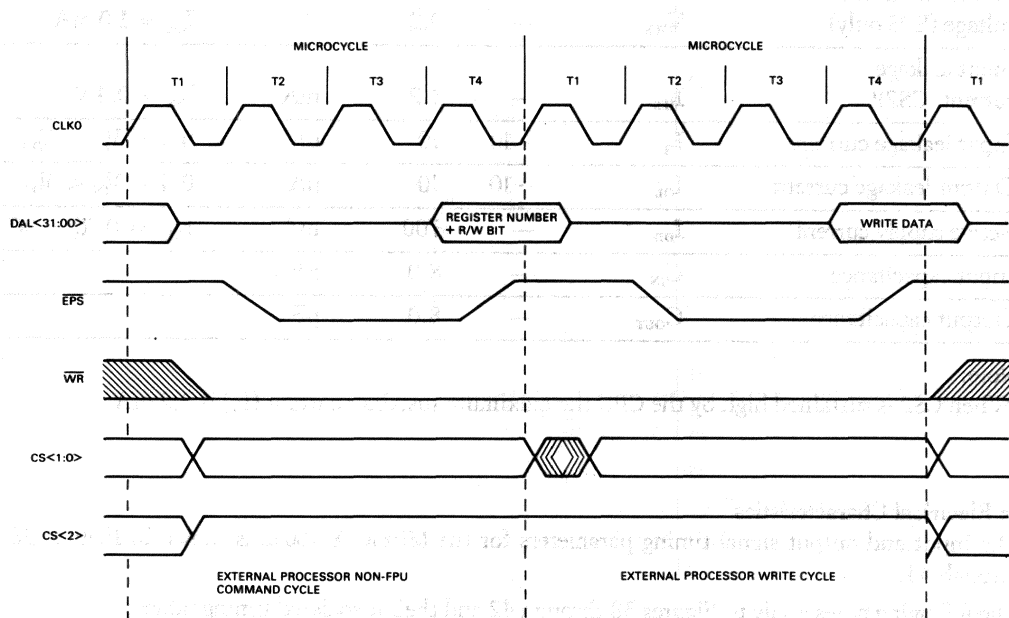 MICROCYCLE MICROCYCLE
T1 T2 T3 T4 T1 T2 T3 T4 T1
CLK0
DAL<31:00>
REGISTER NUMBER
+ R/W BIT
WRITE DATA
EPS
WR
CS<1:0>
CS<2>
EXTERNAL PROCESSOR NON-FPU
COMMAND CYCLE
EXTERNAL PROCESSOR WRITE CYCLE